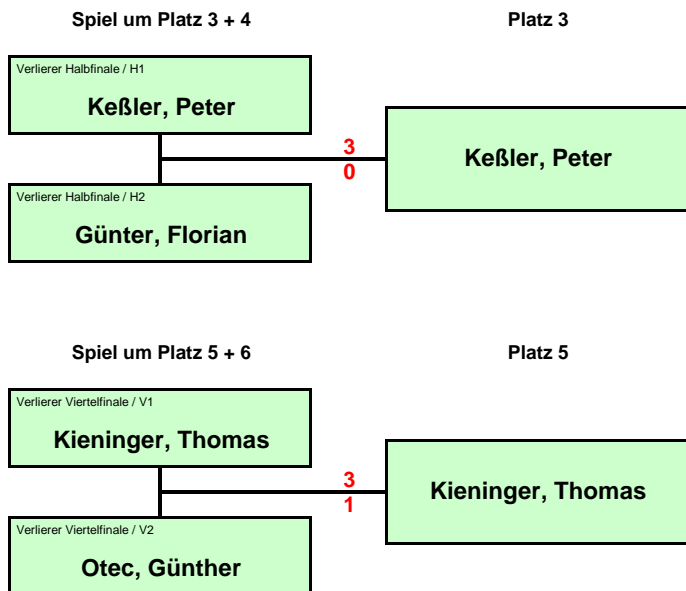 Spiel um Platz 3 + 4
Platz 3
Verlierer Halbfinale / H1
Keßler, Peter
3
0
Keßler, Peter
Verlierer Halbfinale / H2
Günter, Florian
Spiel um Platz 5 + 6
Platz 5
Verlierer Viertelfinale / V1
Kieninger, Thomas
3
1
Kieninger, Thomas
Verlierer Viertelfinale / V2
Otec, Günther